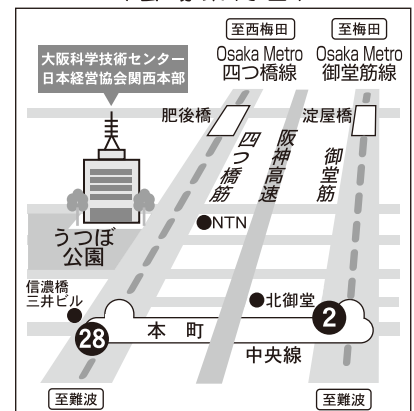 至西梅田
至梅田
大阪科学技術センター
日本経営協会関西本部
Osaka Metro
四つ橋線
Osaka Metro
御堂筋線
肥後橋
淀屋橋
四つ橋筋
阪神高速
御堂筋
NTN
うつぼ
公園
信濃橋
三井ビル
北御堂
2
28
本町
中央線
至難波
至難波